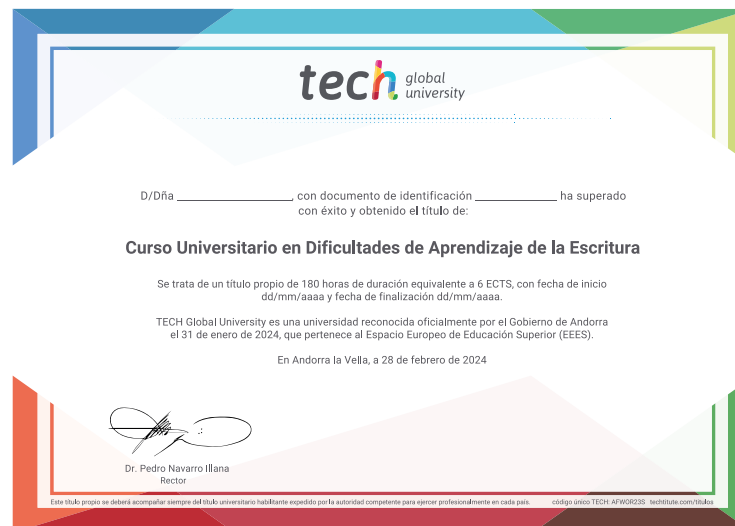 tech global university
D/Dña ______________, con documento de identificación __________ ha superado
con éxito y obtenido el título de:
Curso Universitario en Dificultades de Aprendizaje de la Escritura
Se trata de un título propio de 180 horas de duración equivalente a 6 ECTS, con fecha de inicio
dd/mm/aaaa y fecha de finalización dd/mm/aaaa.
TECH Global University es una universidad reconocida oficialmente por el Gobierno de Andorra
el 31 de enero de 2024, que pertenece al Espacio Europeo de Educación Superior (EEES).
En Andorra la Vella, a 28 de febrero de 2024
Dr. Pedro Navarro Illana
Rector
Este título propio se deberá acompañar siempre del título universitario habilitante expedido por la autoridad competente para ejercer profesionalmente en cada país. código único TECH: AFWOR23S techtitute.com/titulos